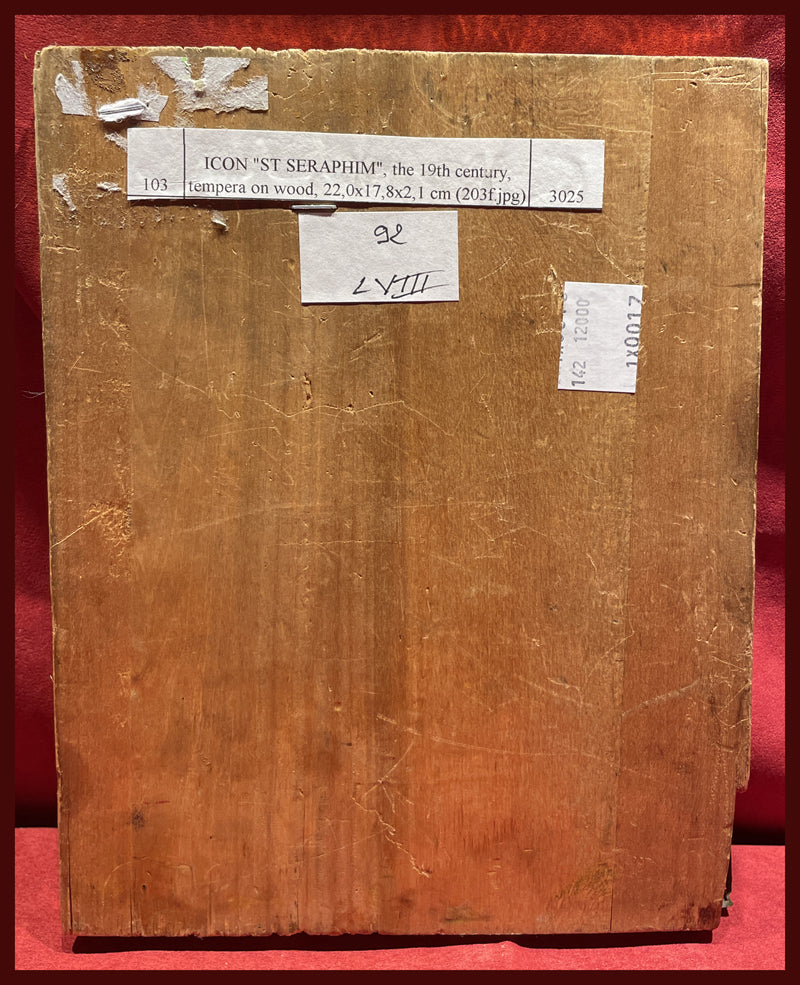 ICON "ST SERAPHIM", the 19th century,
103 tempera on wood, 22,0x17,8x2,1 cm (203f.jpg) 3025
92
LVIII
142 12000
1X0017